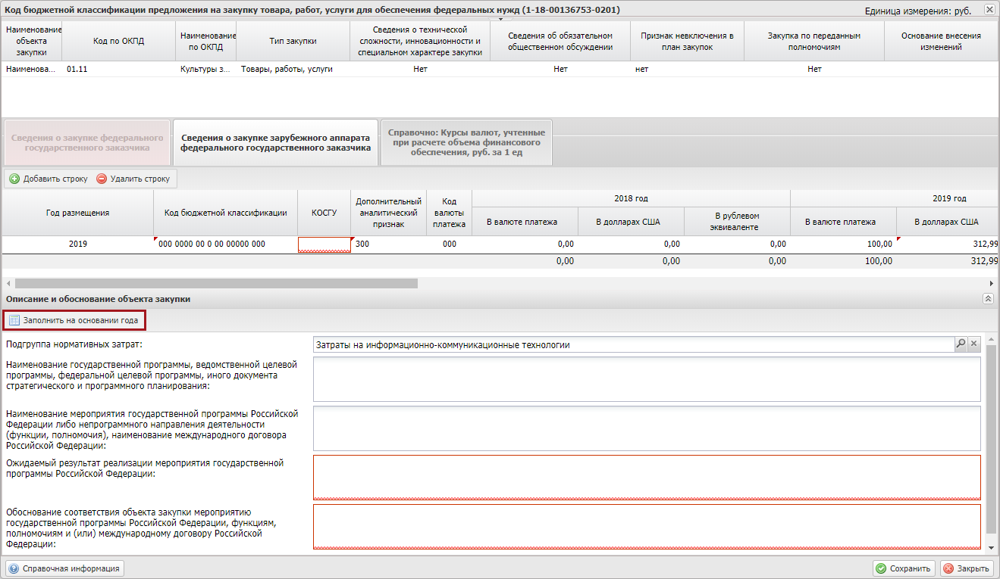 Код бюджетной классификации предложения на закупку товара, работ, услуги для обеспечения федеральных нужд (1-18-00136753-0201)
Единица измерения: руб.
Наименование объекта закупки
Код по ОКПД
Наименование по ОКПД
Тип закупки
Сведения о технической сложности, инновационности и специальном характере закупки
Сведения об обязательном общественном обсуждении
Признак невключения в план закупок
Закупка по переданным полномочиям
Основание внесения изменений
Наименова... 01.11 Культуры з... Товары, работы, услуги Нет Нет нет Нет
Сведения о закупке федерального
государственного заказчика
Сведения о закупке зарубежного аппарата
федерального государственного заказчика
Справочно: Курсы валют, учтенные
при расчете объема финансового
обеспечения, руб. за 1 ед
Добавить строку Удалить строку
Год размещения
Код бюджетной классификации
КОСГУ
Дополнительный аналитический признак
Код валюты платежа
2018 год
В валюте платежа
В долларах США
В рублевом эквиваленте
2019 год
В валюте платежа
В долларах США
2019 000 0000 00 0 00 00000 000 300 000 0,00 0,00 0,00 100,00 312,99
0,00 0,00 0,00 100,00 312,99
Описание и обоснование объекта закупки
Заполнить на основании года
Подгруппа нормативных затрат:
Затраты на информационно-коммуникационные технологии
Наименование государственной программы, ведомственной целевой
программы, федеральной целевой программы, иного документа
стратегического и программного планирования:
Наименование мероприятия государственной программы Российской
Федерации либо непрограммного направления деятельности
(функции, полномочия), наименование международного договора
Российской Федерации:
Ожидаемый результат реализации мероприятия государственной
программы Российской Федерации:
Обоснование соответствия объекта закупки мероприятию
государственной программы Российской Федерации, функциям,
полномочиям и (или) международному договору Российской
Федерации:
Справочная информация
Сохранить
Закрыть